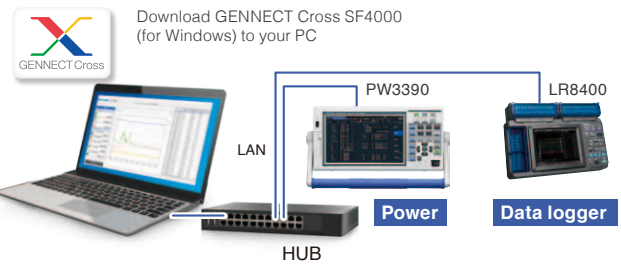 Download GENNECT Cross SF4000
(for Windows) to your PC
GENNECT Cross
PW3390
LR8400
LAN
Power
Data logger
HUB